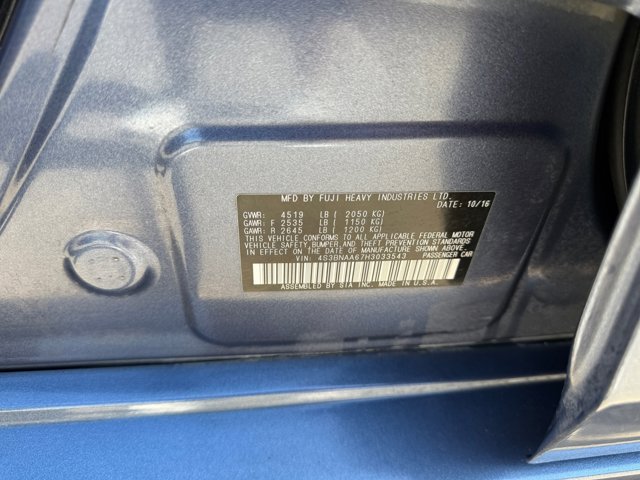 MFD BY FUJI HEAVY INDUSTRIES LTD.
DATE: 10/16
GVWR: 4519 LB ( 2050 KG)
GAWR: F 2535 LB ( 1150 KG)
GAWR: R 2645 LB ( 1200 KG)
THIS VEHICLE CONFORMS TO ALL APPLICABLE FEDERAL MOTOR
VEHICLE SAFETY, BUMPER, AND THEFT PREVENTION STANDARDS
IN EFFECT ON THE DATE OF MANUFACTURE SHOWN ABOVE.
VIN: 4S3BNAA67H3033543 PASSENGER CAR
ASSEMBLED BY SIA INC. MADE IN U.S.A.